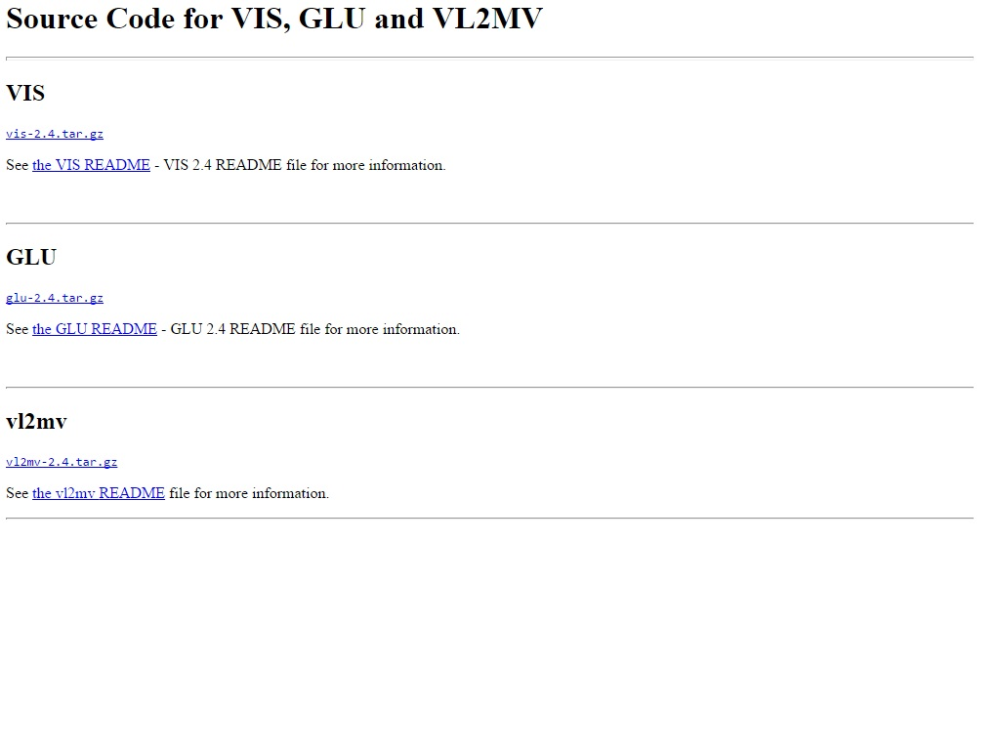 Source Code for VIS, GLU and VL2MV
VIS
vis-2.4.tar.gz
See the VIS README - VIS 2.4 README file for more information.
GLU
glu-2.4.tar.gz
See the GLU README - GLU 2.4 README file for more information.
vl2mv
vl2mv-2.4.tar.gz
See the vl2mv README file for more information.